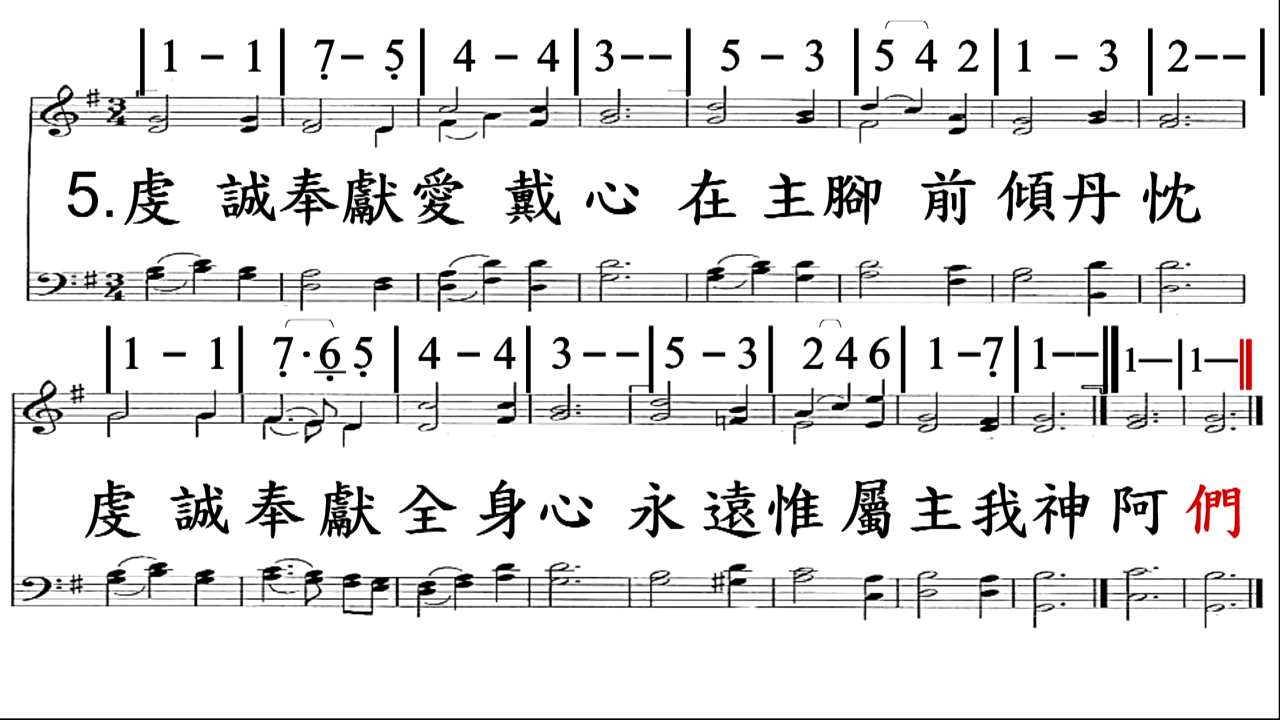 |1 – 1|7 – 5|4 – 4|3 – –|5 – 3|5 4 2|1 – 3|2 – –|
5.虔 誠奉獻愛 戴 心 在 主腳 前 傾丹 忱
|1 – 1|7 · 6 5|4 – 4|3 – –|5 – 3|2 4 6|1 – 7|1 – –‖1 —|1 —‖
虔 誠 奉 獻 全 身心 永 遠惟 屬 主 我神 阿 們